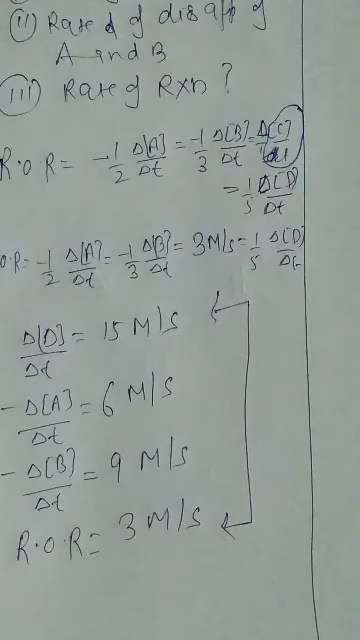 (ii) Rate of disapp of
A and B
(iii) Rate of Rxn ?
R.O.R = -1/2 Δ[A]/Δt = -1/3 Δ[B]/Δt = Δ[C]/Δt
= 1/5 Δ[D]/Δt
O.R = -1/2 Δ[A]/Δt = -1/3 Δ[B]/Δt = 3M/s = 1/5 Δ[D]/Δt
Δ[D]/Δt = 15 M/s
-Δ[A]/Δt = 6 M/s
-Δ[B]/Δt = 9 M/s
R.O.R = 3 M/s